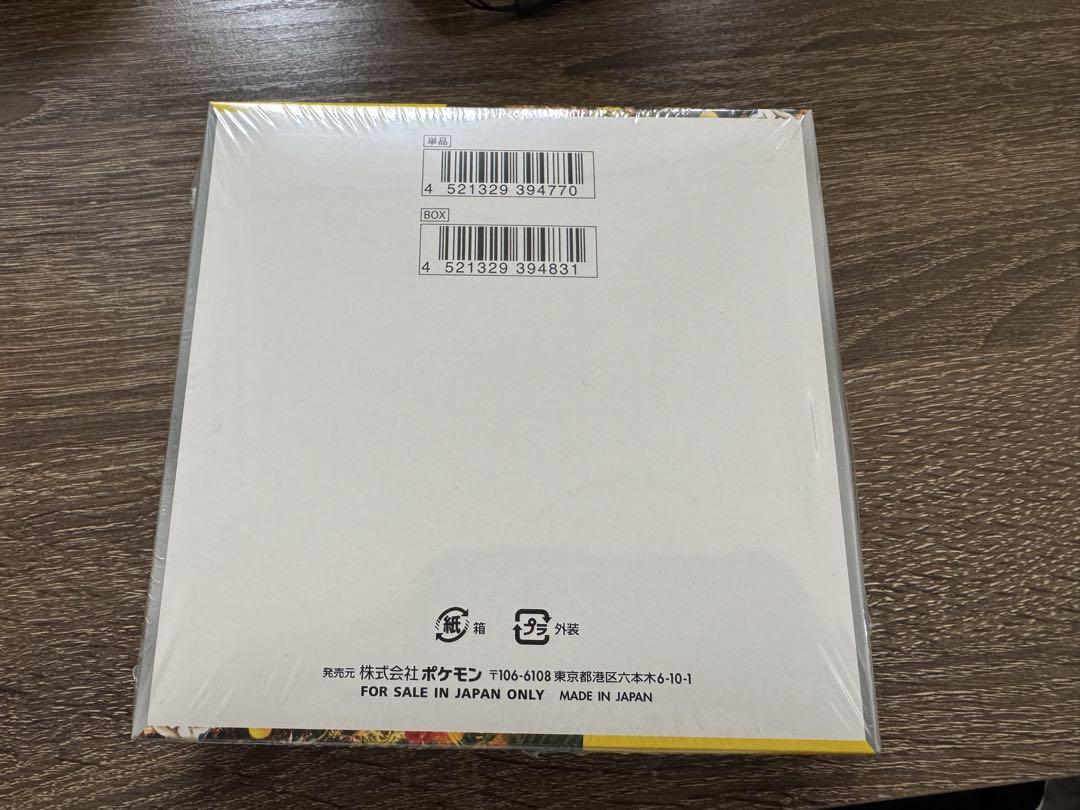 単品
4 521329 394770
BOX
4 521329 394831
紙 箱 プラ 外装
発売元 株式会社 ポケモン 〒106-6108 東京都港区六本木6-10-1
FOR SALE IN JAPAN ONLY MADE IN JAPAN